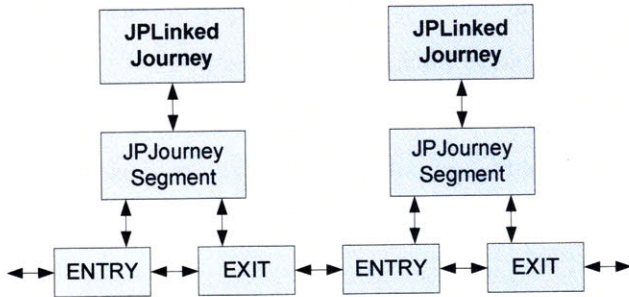 JPLinked
Journey
JPLinked
Journey
JPJourney
Segment
JPJourney
Segment
ENTRY
EXIT
ENTRY
EXIT